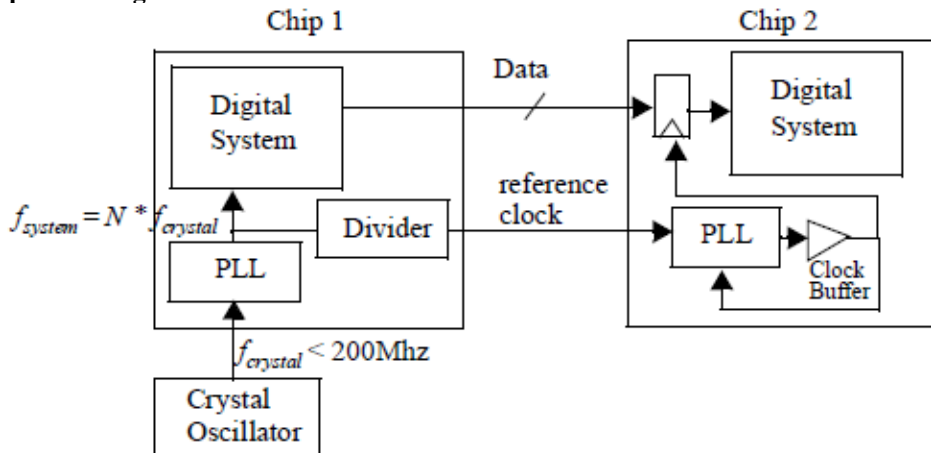 Chip 1
Chip 2
Data
Digital
System
Digital
System
reference
clock
f_system = N * f_crystal
Divider
PLL
PLL
Clock
Buffer
f_crystal < 200Mhz
Crystal
Oscillator